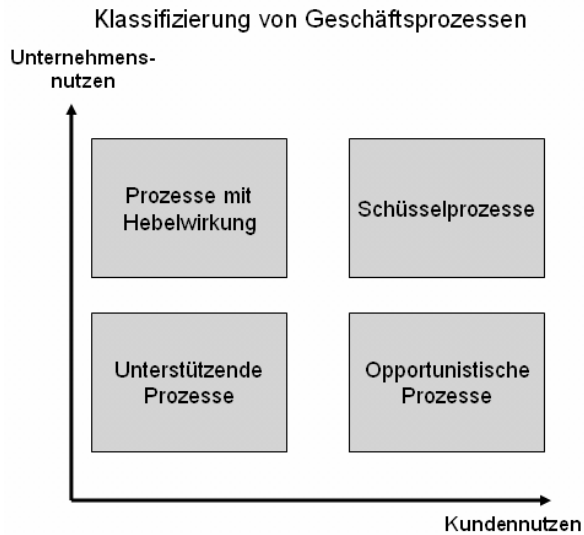 Klassifizierung von Geschäftsprozessen
Unternehmens-
nutzen
Prozesse mit
Hebelwirkung
Schüsselprozesse
Unterstützende
Prozesse
Opportunistische
Prozesse
Kundennutzen